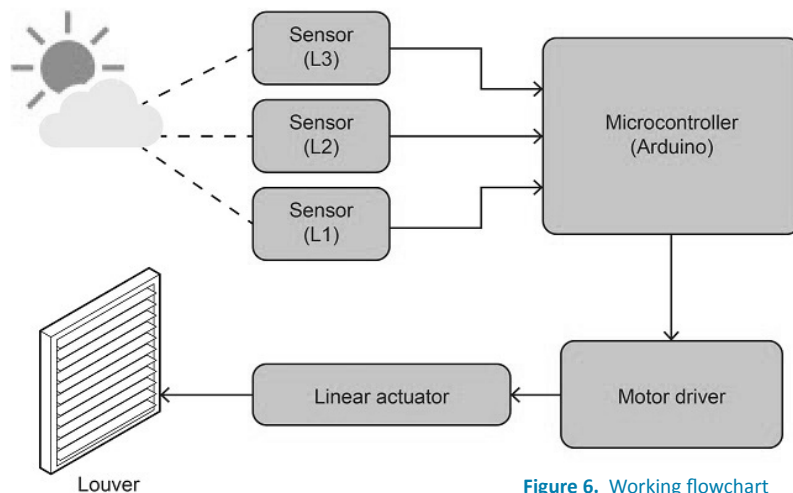 Sensor
(L3)
Sensor
(L2)
Sensor
(L1)
Microcontroller
(Arduino)
Linear actuator
Motor driver
Louver
Figure 6. Working flowchart